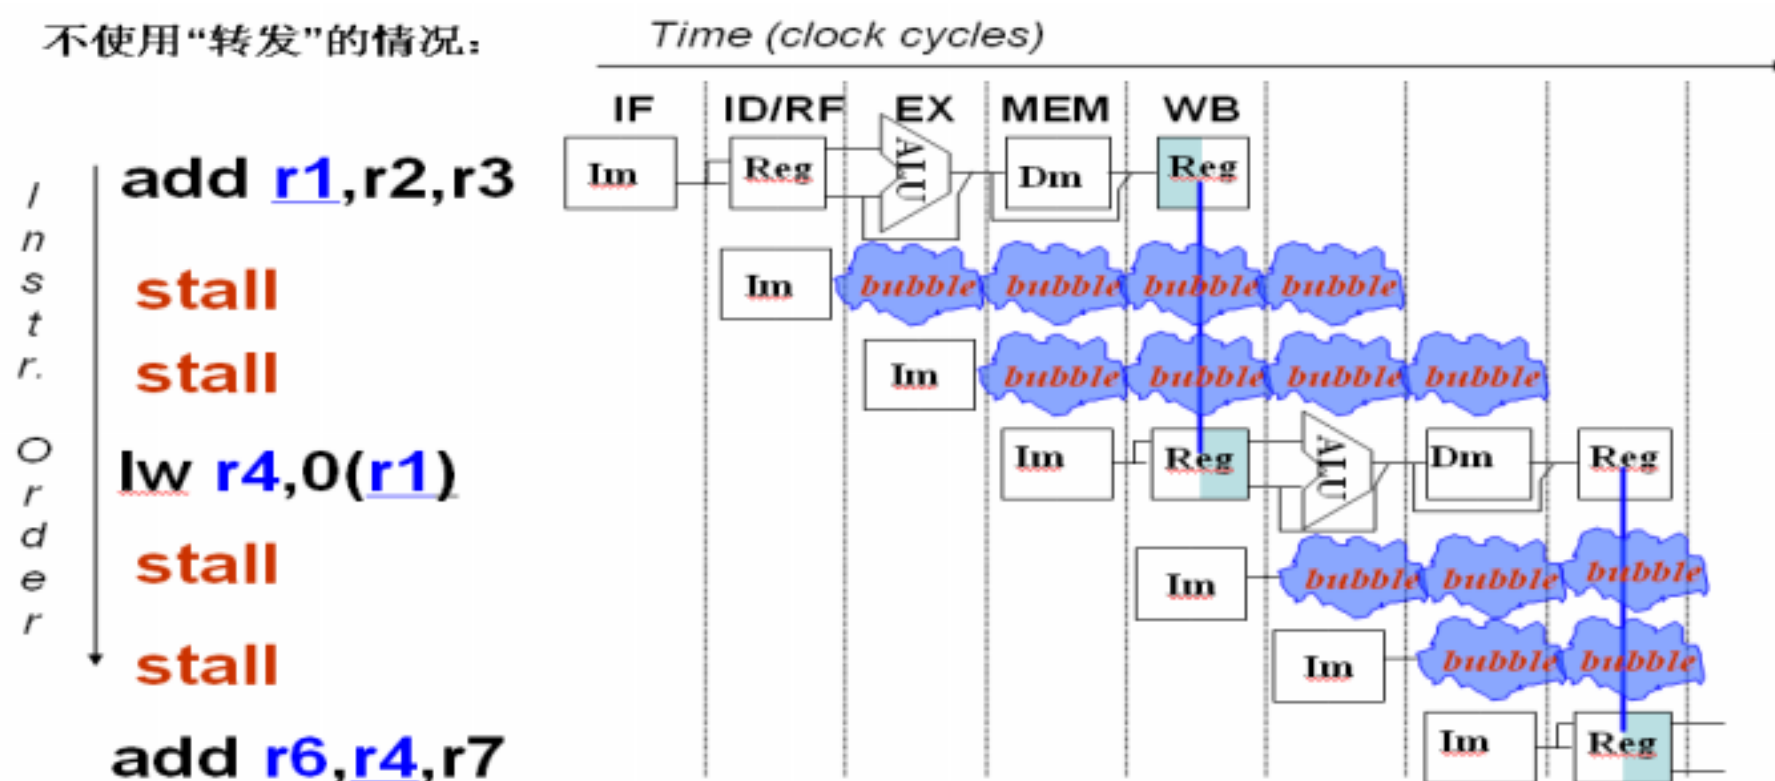 不使用“转发”的情况：
Time (clock cycles)
IF ID/RF EX MEM WB
Instr. Order
add r1,r2,r3
Im Reg ALU Dm Reg
stall
Im bubble bubble bubble bubble
stall
Im bubble bubble bubble bubble
lw r4,0(r1)
Im Reg ALU Dm Reg
stall
Im bubble bubble bubble
stall
Im bubble bubble
add r6,r4,r7
Im Reg